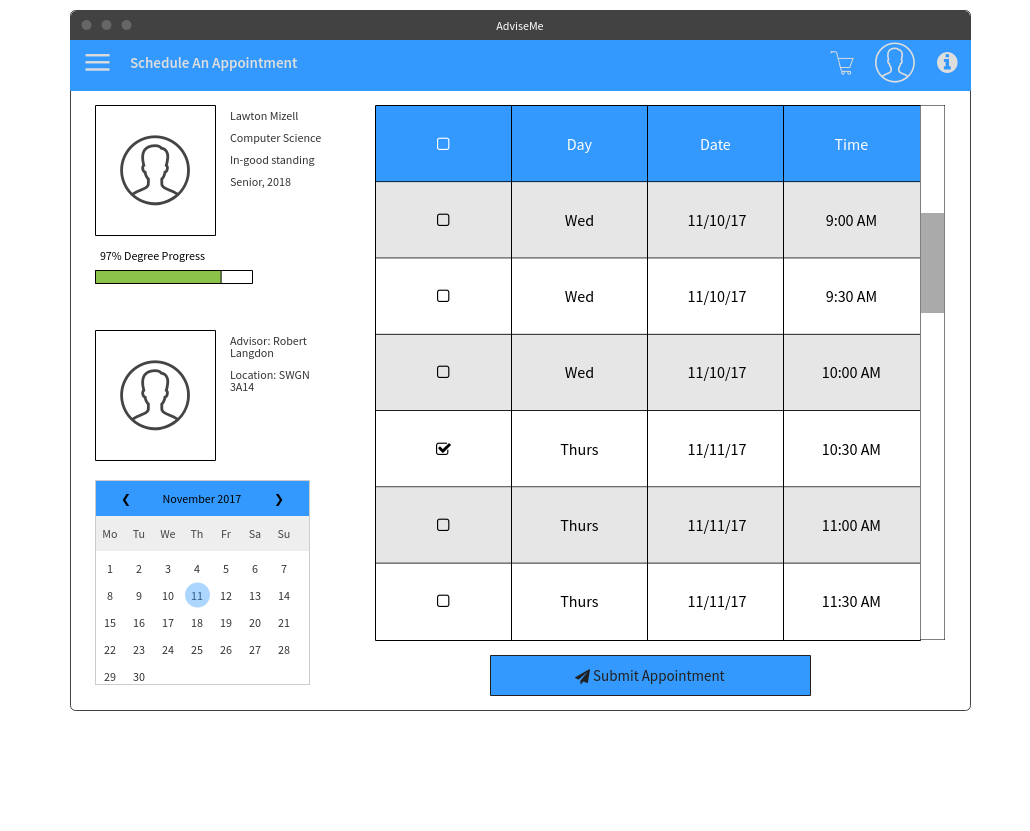 AdviseMe
Schedule An Appointment
Lawton Mizell
Computer Science
In-good standing
Senior, 2018
97% Degree Progress
Advisor: Robert
Langdon
Location: SWGN
3A14
❮ November 2017 ❯
Mo Tu We Th Fr Sa Su
1 2 3 4 5 6 7
8 9 10 11 12 13 14
15 16 17 18 19 20 21
22 23 24 25 26 27 28
29 30
Day Date Time
Wed 11/10/17 9:00 AM
Wed 11/10/17 9:30 AM
Wed 11/10/17 10:00 AM
Thurs 11/11/17 10:30 AM
Thurs 11/11/17 11:00 AM
Thurs 11/11/17 11:30 AM
Submit Appointment